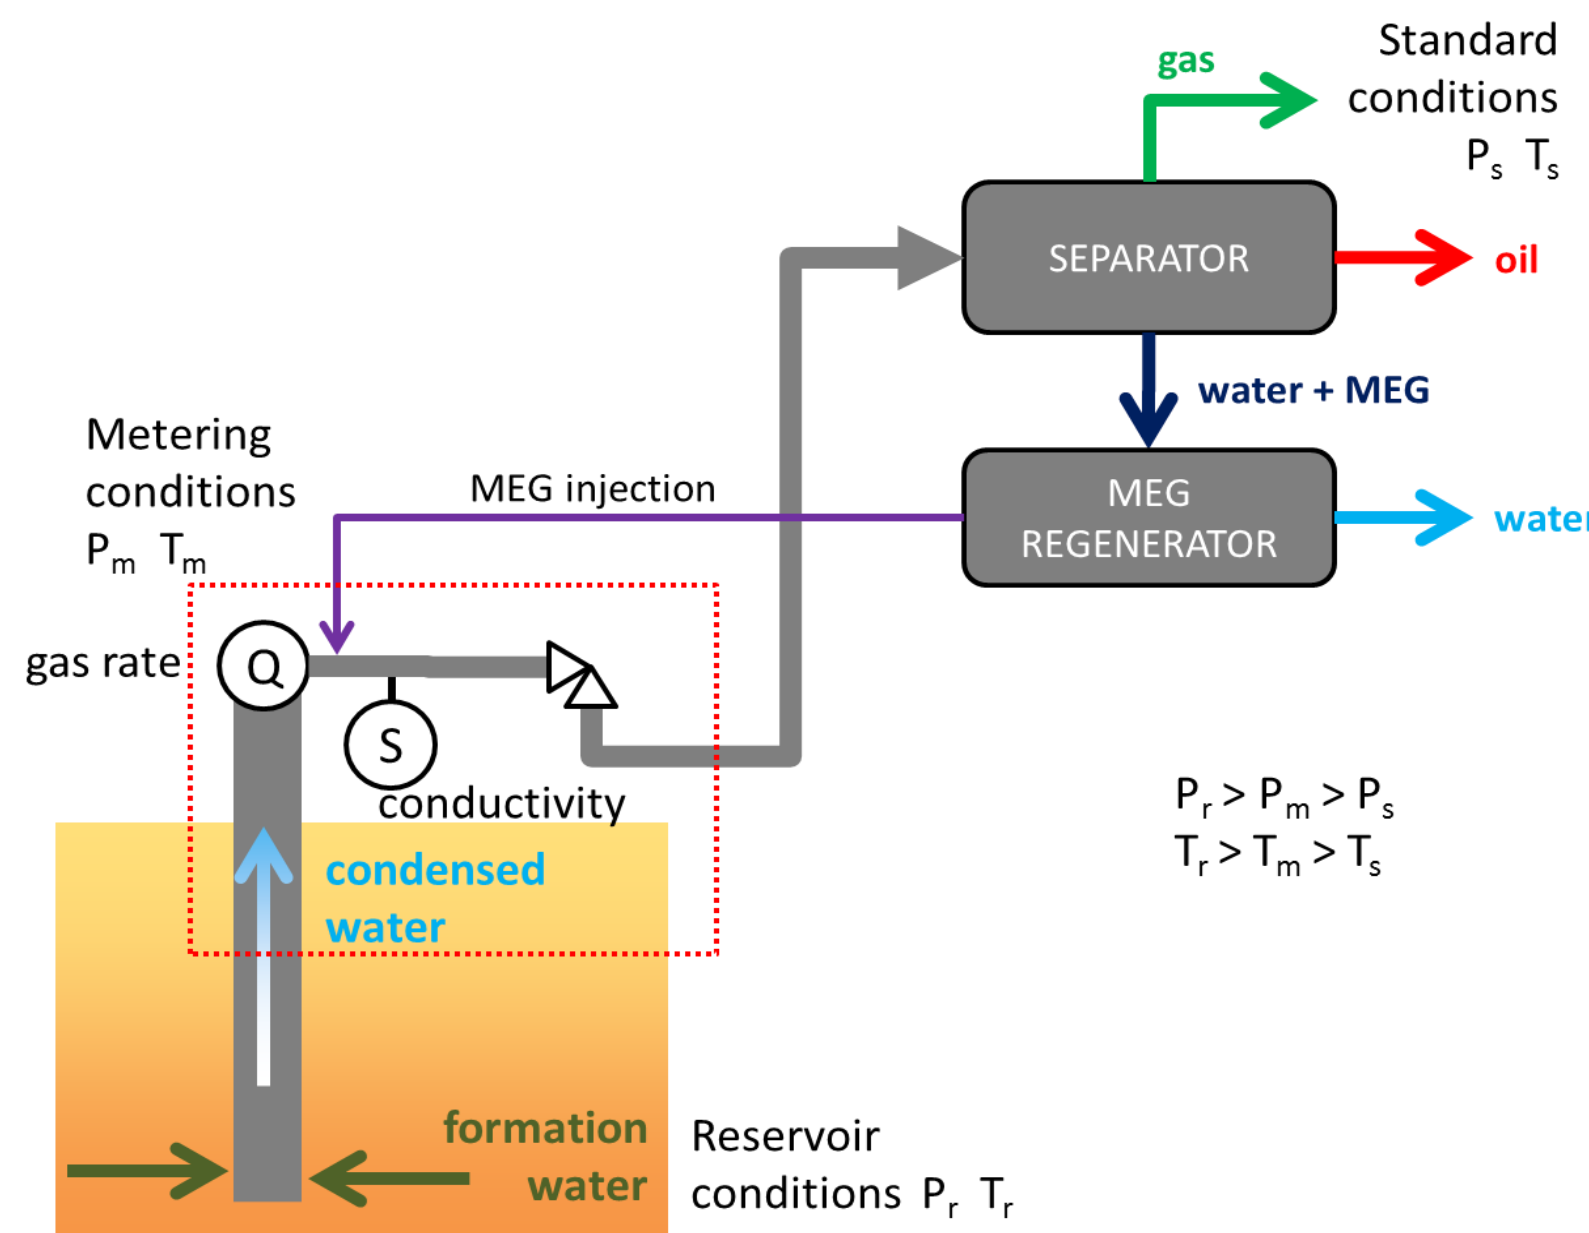 Standard
conditions
Ps Ts
gas
SEPARATOR
oil
water + MEG
Metering
conditions
Pm Tm
MEG injection
MEG
REGENERATOR
water
gas rate
Q
S
conductivity
Pr > Pm > Ps
Tr > Tm > Ts
condensed
water
formation
water
Reservoir
conditions Pr Tr